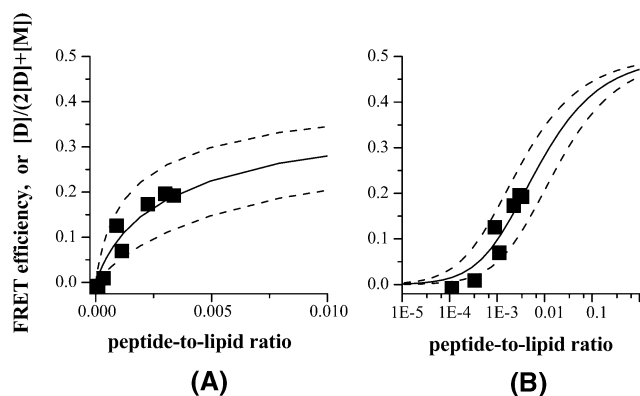 FRET efficiency, or [D]/(2[D]+[M]
0.5
0.4
0.3
0.2
0.1
0.0
0.000
0.005
0.010
peptide-to-lipid ratio
(A)
0.5
0.4
0.3
0.2
0.1
0.0
1E-5
1E-4
1E-3
0.01
0.1
peptide-to-lipid ratio
(B)